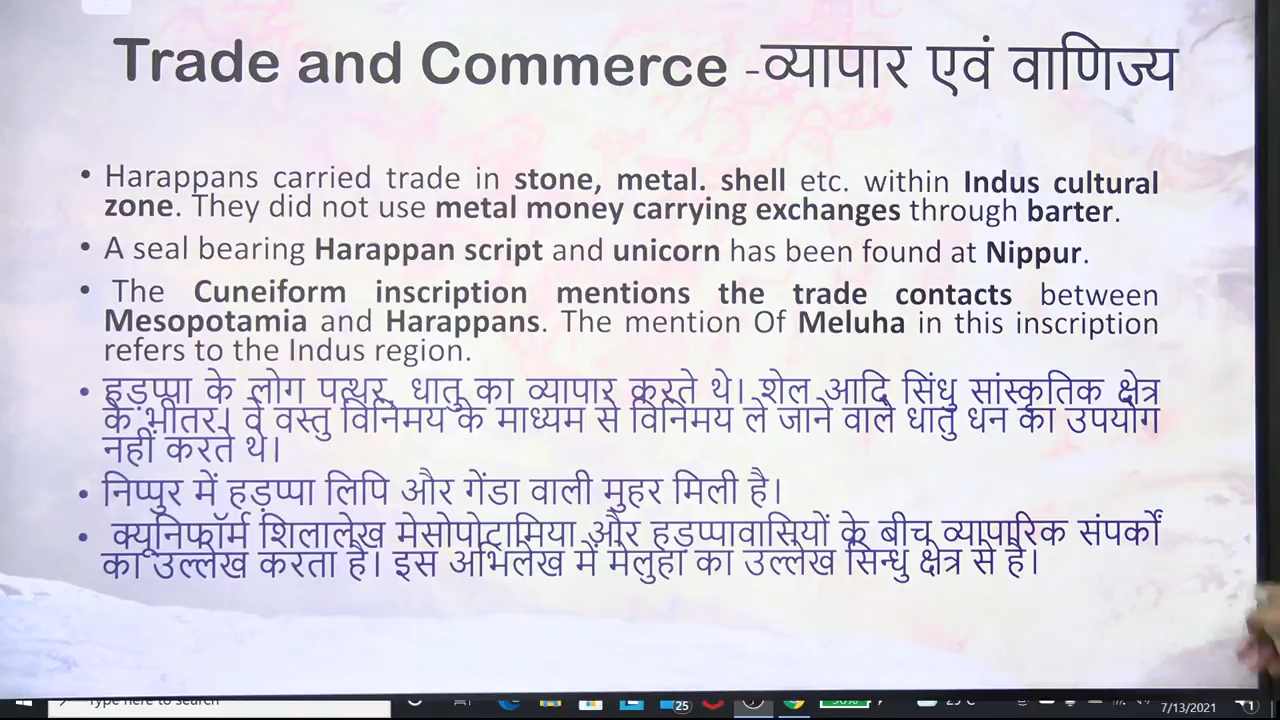 Trade and Commerce -व्यापार एवं वाणिज्य
• Harappans carried trade in stone, metal. shell etc. within Indus cultural
zone. They did not use metal money carrying exchanges through barter.
• A seal bearing Harappan script and unicorn has been found at Nippur.
• The Cuneiform inscription mentions the trade contacts between
Mesopotamia and Harappans. The mention Of Meluha in this inscription
refers to the Indus region.
• हड़प्पा के लोग पत्थर, धातु का व्यापार करते थे। शेल आदि सिंधु सांस्कृतिक क्षेत्र
के भीतर। वे वस्तु विनिमय के माध्यम से विनिमय ले जाने वाले धातु धन का उपयोग
नहीं करते थे।
• निप्पुर में हड़प्पा लिपि और गेंडा वाली मुहर मिली है।
• क्यूनिफॉर्म शिलालेख मेसोपोटामिया और हड़प्पावासियों के बीच व्यापारिक संपर्कों
का उल्लेख करता है। इस अभिलेख में मेलुहा का उल्लेख सिन्धु क्षेत्र से है।
Type here to search
25
7/13/2021
1